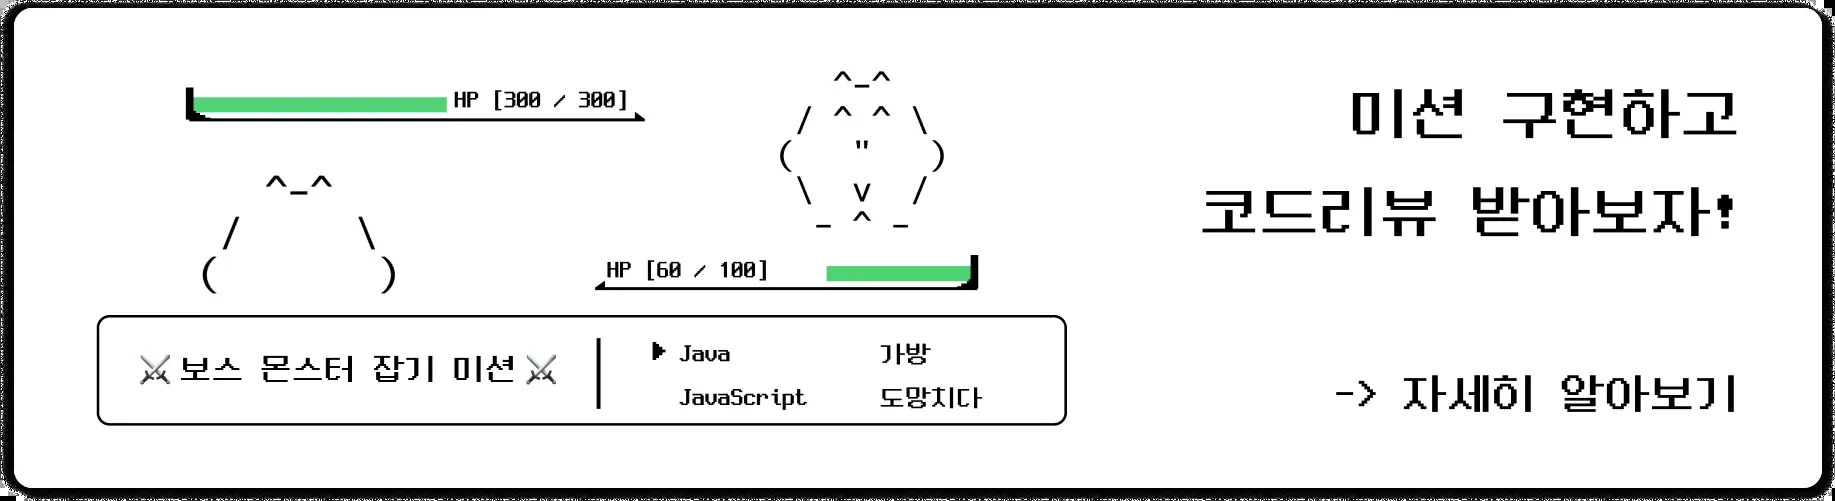 HP [300 / 300]
^-^
/ ^ ^ \
( " )
\ v /
- ^ -
^-^
/ \
( )
HP [60 / 100]
⚔ 보스 몬스터 잡기 미션 ⚔
▶ Java 가방
JavaScript 도망치다
미션 구현하고
코드리뷰 받아보자!
-> 자세히 알아보기